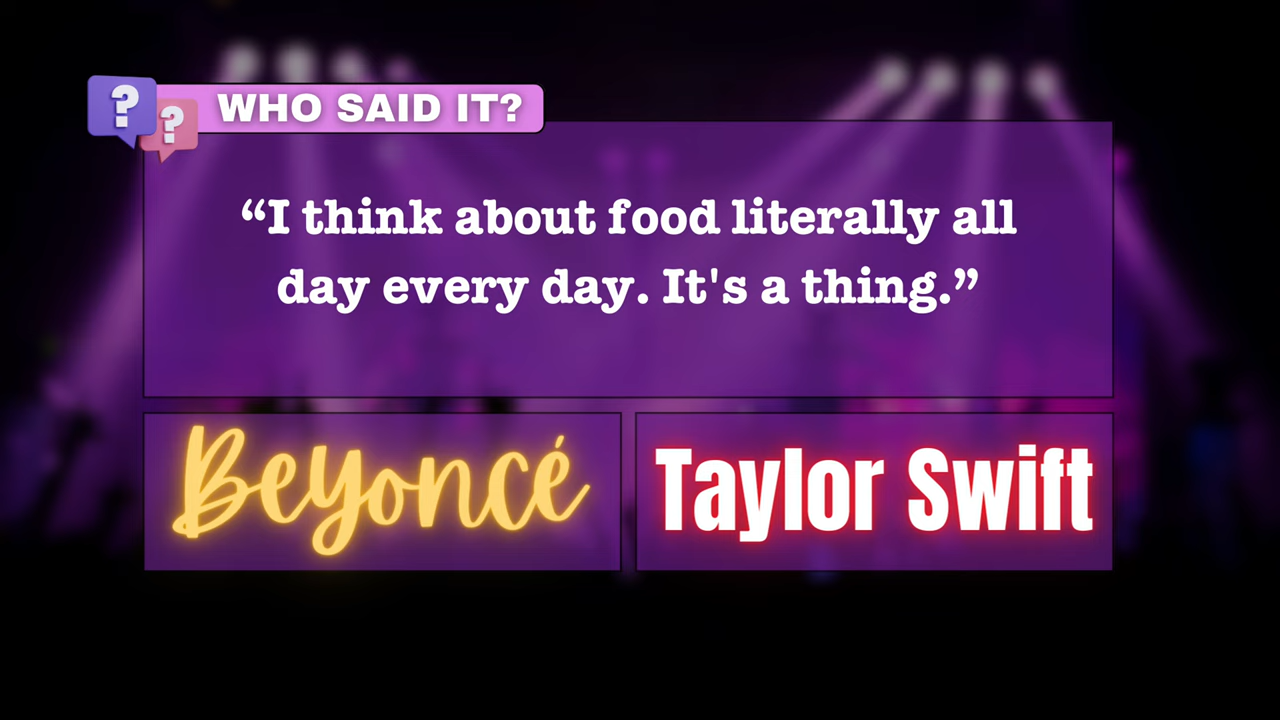 ? ?
WHO SAID IT?
“I think about food literally all
day every day. It's a thing.”
Beyoncé
Taylor Swift